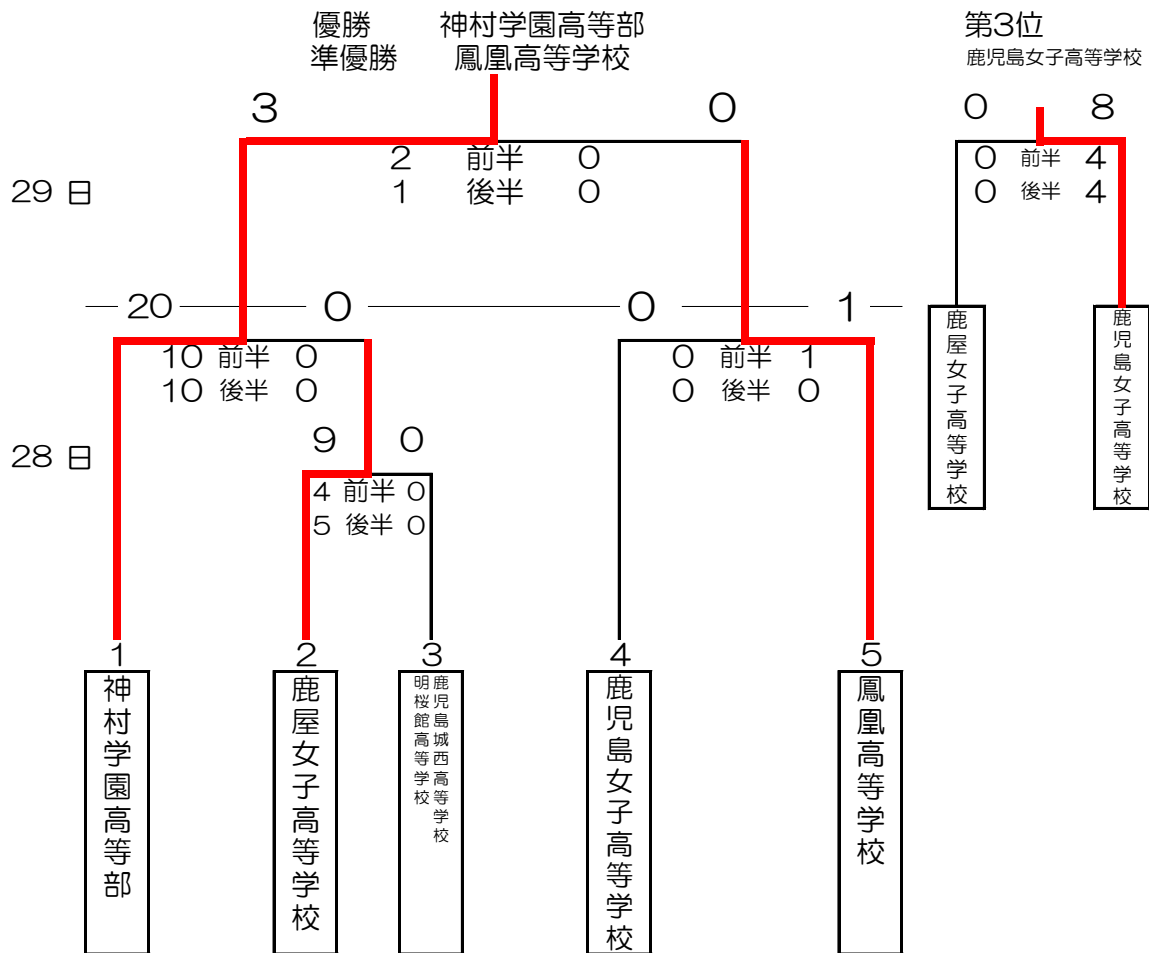 優勝 神村学園高等部
準優勝 鳳凰高等学校
第3位
鹿児島女子高等学校
3 0
2 前半 0
1 後半 0
0 8
0 前半 4
0 後半 4
29 日
20 0 0 1
10 前半 0
10 後半 0
0 前半 1
0 後半 0
鹿屋女子高等学校
鹿児島女子高等学校
28 日
9 0
4 前半 0
5 後半 0
1 2 3 4 5
神村学園高等部
鹿屋女子高等学校
鹿児島城西高等学校
明桜館高等学校
鹿児島女子高等学校
鳳凰高等学校